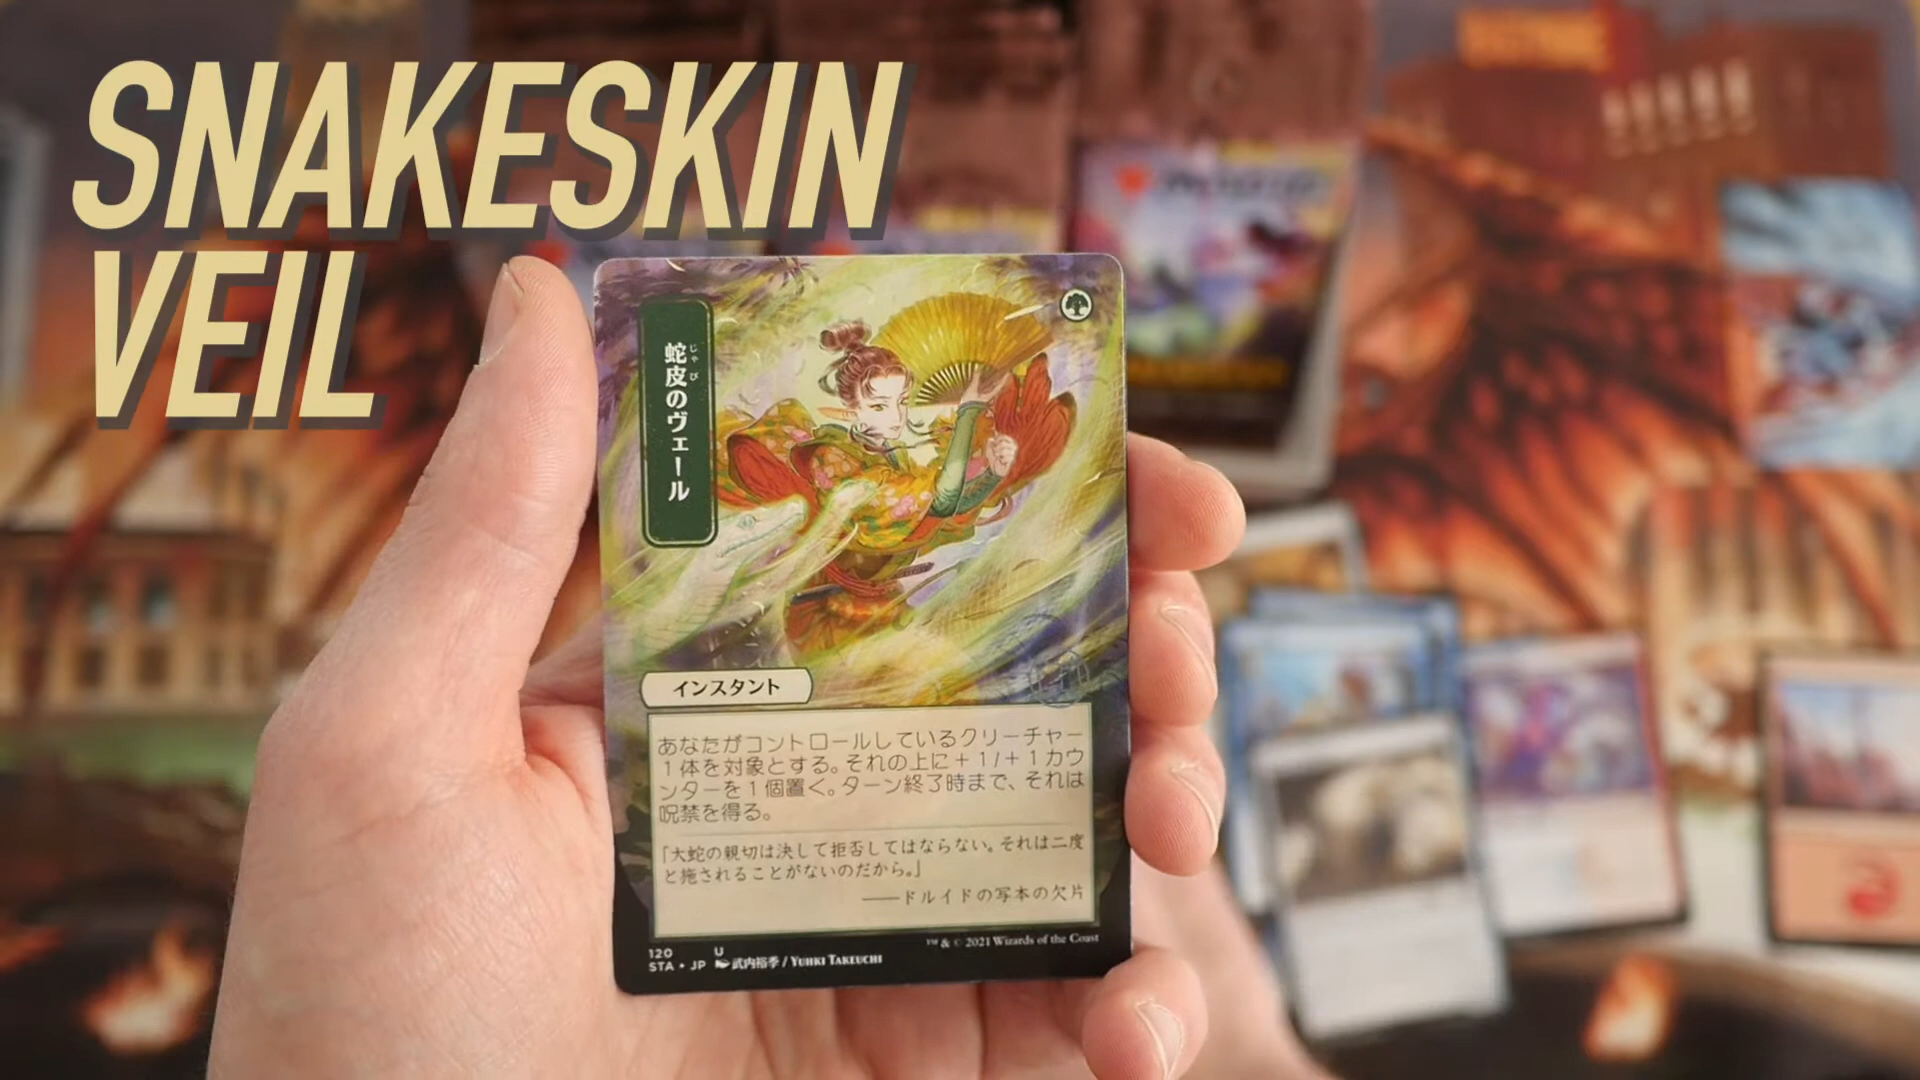 SNAKESKIN
VEIL
蛇皮のヴェール
じゃび
インスタント
あなたがコントロールしているクリーチャー
1体を対象とする。それの上に+1/+1カウ
ンターを1個置く。ターン終了時まで、それは
呪禁を得る。
「大蛇の親切は決して拒否してはならない。それは二度
と施されることがないのだから。」
――ドルイドの写本の欠片
120 U
STA • JP 武内裕季 / YUHKI TAKEUCHI
™ & © 2021 Wizards of the Coast